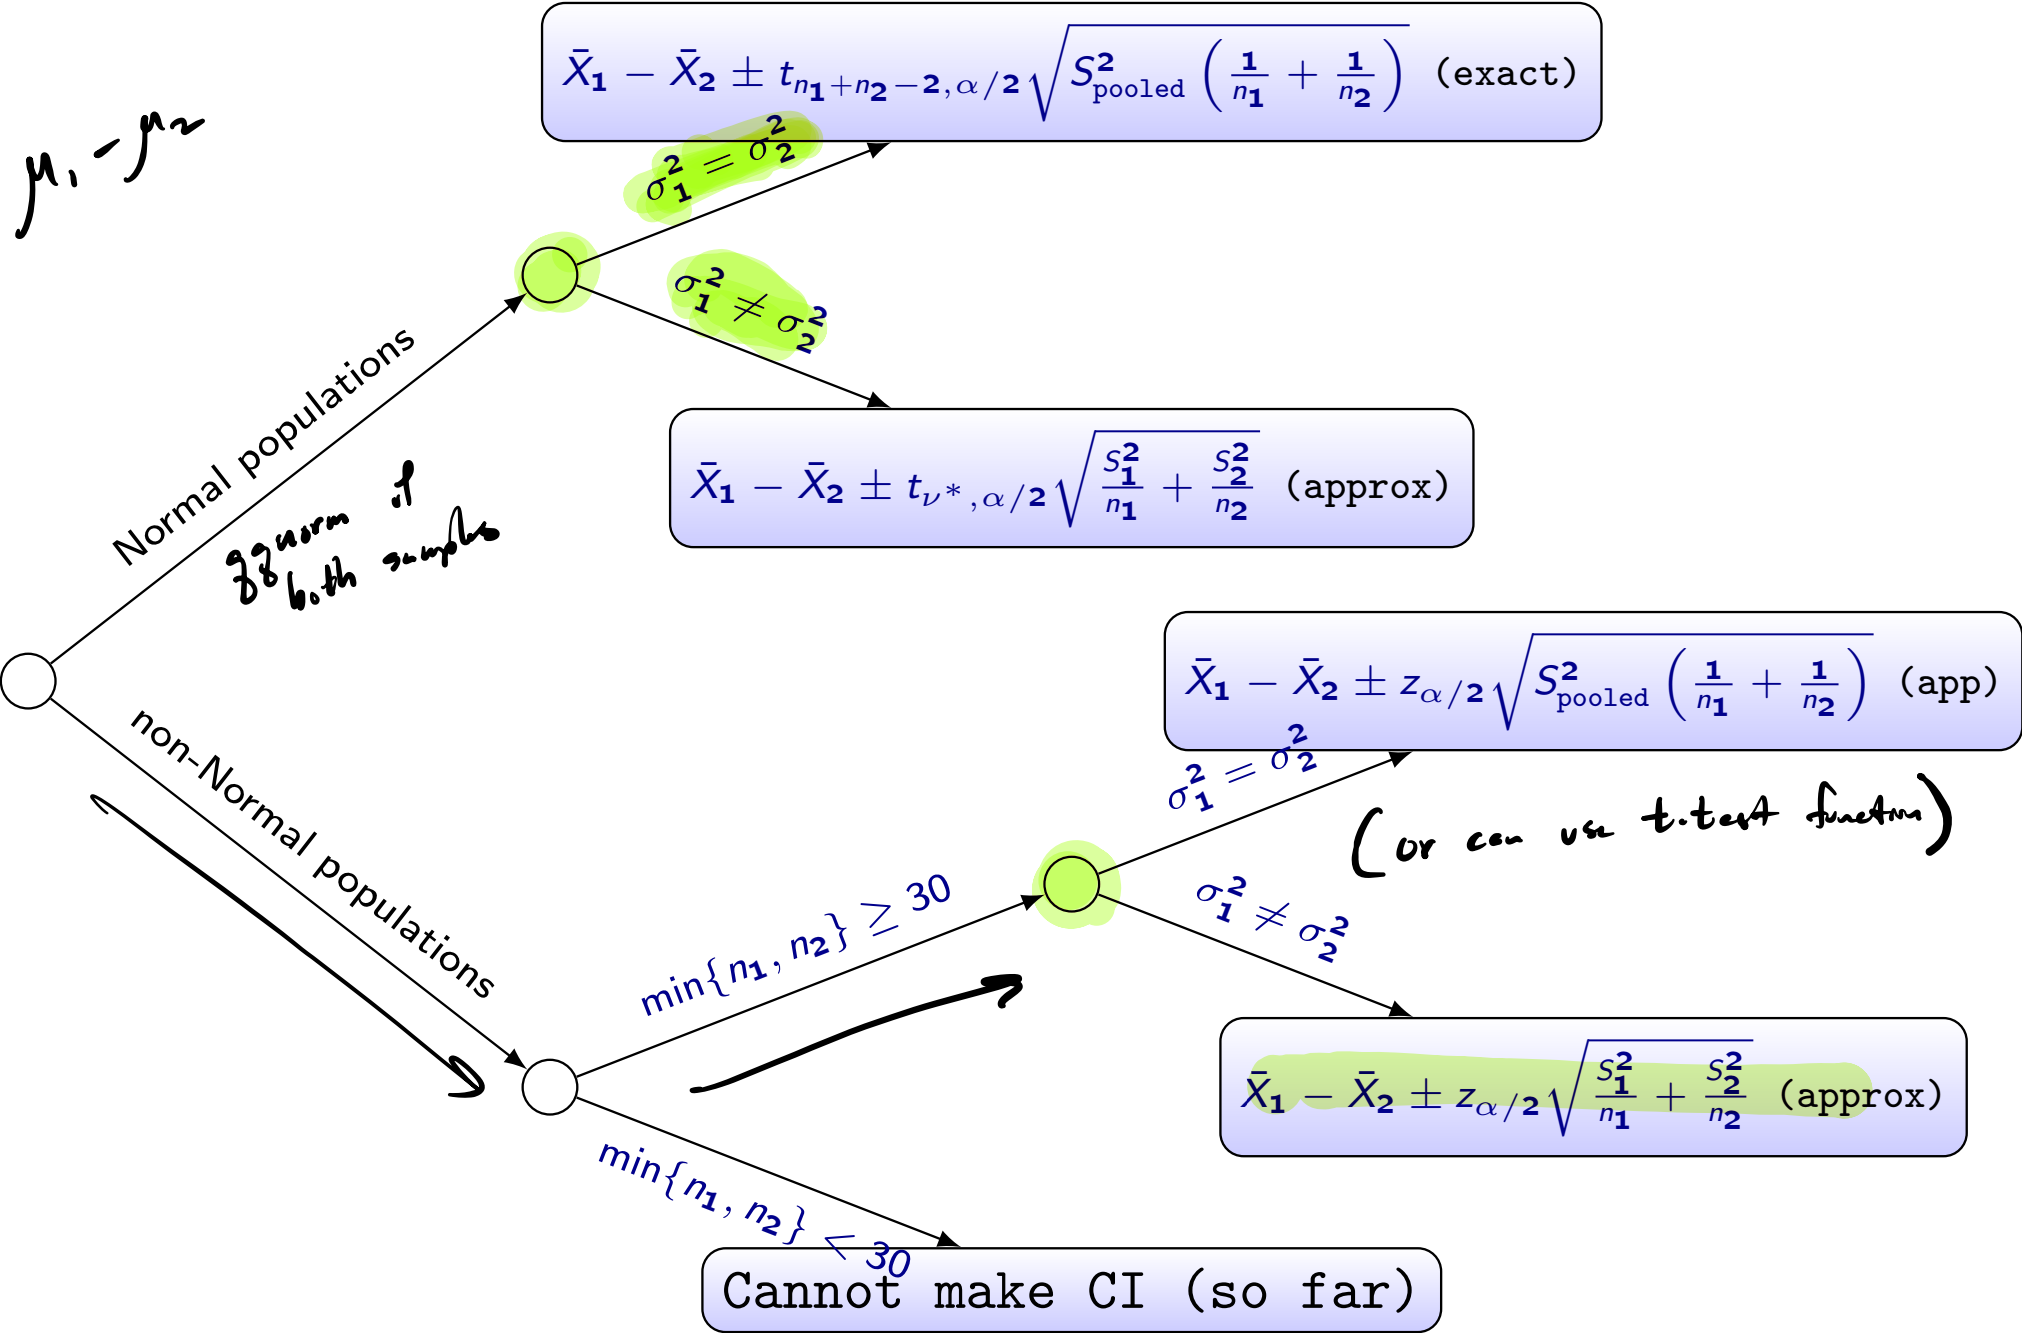 X̄₁ − X̄₂ ± t_{n₁+n₂−2, α/2} √(S²_pooled (1/n₁ + 1/n₂)) (exact)
μ₁ - μ₂
σ₁² = σ₂²
σ₁² ≠ σ₂²
Normal populations
X̄₁ − X̄₂ ± t_{ν*, α/2} √(S₁²/n₁ + S₂²/n₂) (approx)
qqnorm of
both samples
X̄₁ − X̄₂ ± z_{α/2} √(S²_pooled (1/n₁ + 1/n₂)) (app)
non-Normal populations
σ₁² = σ₂²
(or can use t.test function)
min{n₁, n₂} ≥ 30
σ₁² ≠ σ₂²
X̄₁ − X̄₂ ± z_{α/2} √(S₁²/n₁ + S₂²/n₂) (approx)
min{n₁, n₂} < 30
Cannot make CI (so far)